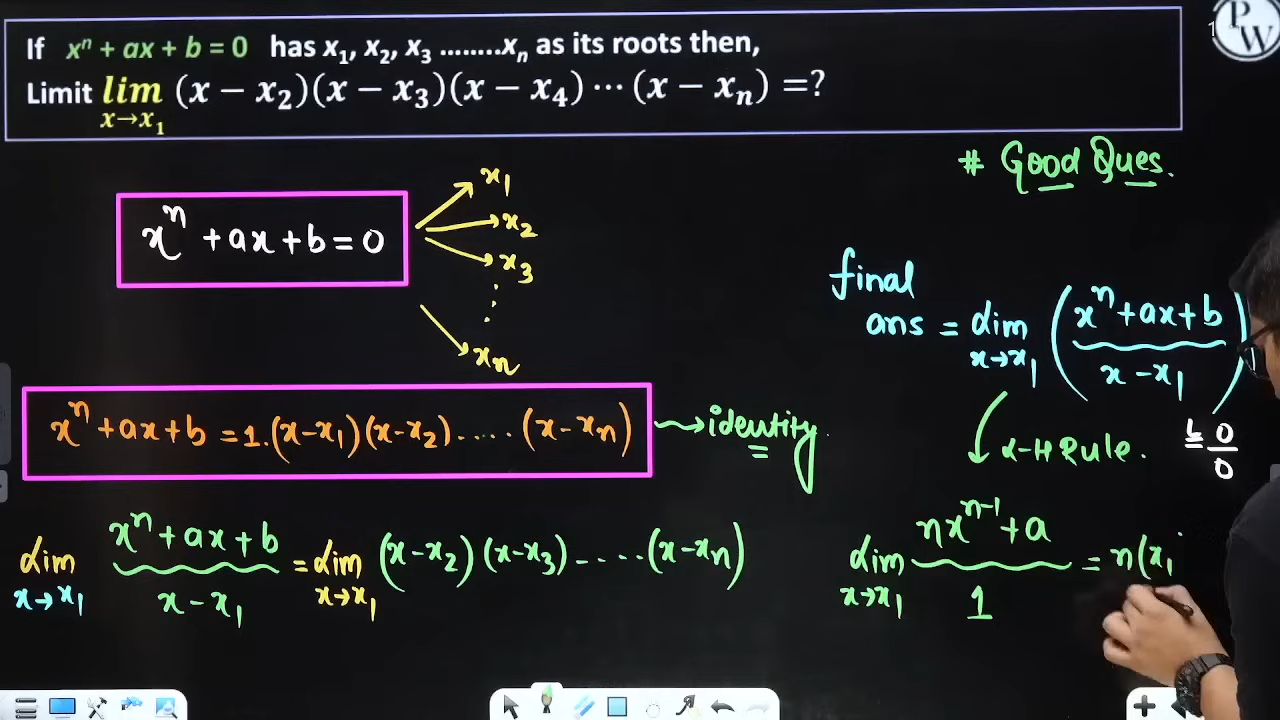 If xⁿ + ax + b = 0 has x₁, x₂, x₃ ........xₙ as its roots then,
Limit lim x→x₁ (x − x₂)(x − x₃)(x − x₄) ⋯ (x − xₙ) =?
1
PW
# Good Ques.
xⁿ + ax + b = 0
x₁
x₂
x₃
xₙ
final
ans = lim x→x₁ ( xⁿ + ax + b / x − x₁ )
L-H Rule.
0/0
xⁿ + ax + b = 1.(x−x₁)(x−x₂).....(x−xₙ)
identity
lim x→x₁ xⁿ + ax + b / x − x₁ = lim x→x₁ (x−x₂)(x−x₃)-....(x−xₙ)
lim x→x₁ nxⁿ⁻¹ + a / 1 = n(x₁